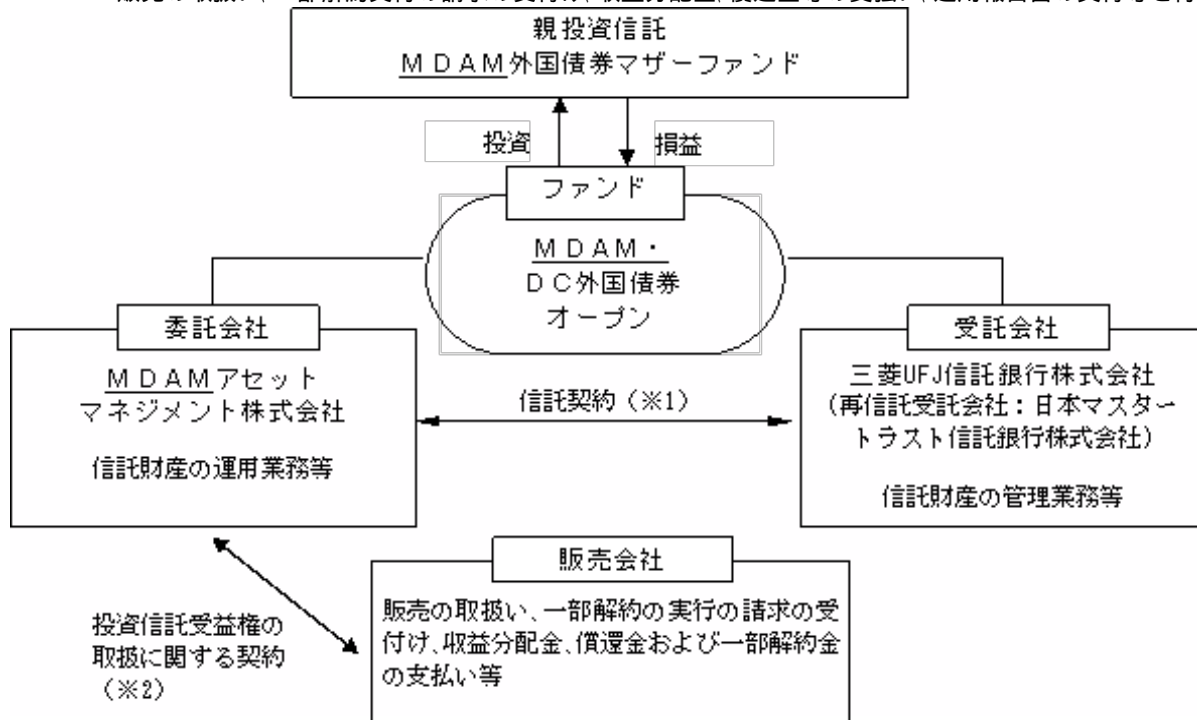 親投資信託
ＭＤＡＭ外国債券マザーファンド
投資
損益
ファンド
ＭＤＡＭ・
ＤＣ外国債券
オープン
委託会社
ＭＤＡＭアセット
マネジメント株式会社
信託財産の運用業務等
信託契約（※1）
受託会社
三菱UFJ信託銀行株式会社
（再信託受託会社：日本マスター
トラスト信託銀行株式会社）
信託財産の管理業務等
販売会社
販売の取扱い、一部解約の実行の請求の受
付け、収益分配金、償還金および一部解約金
の支払い等
投資信託受益権の
取扱に関する契約
（※2）